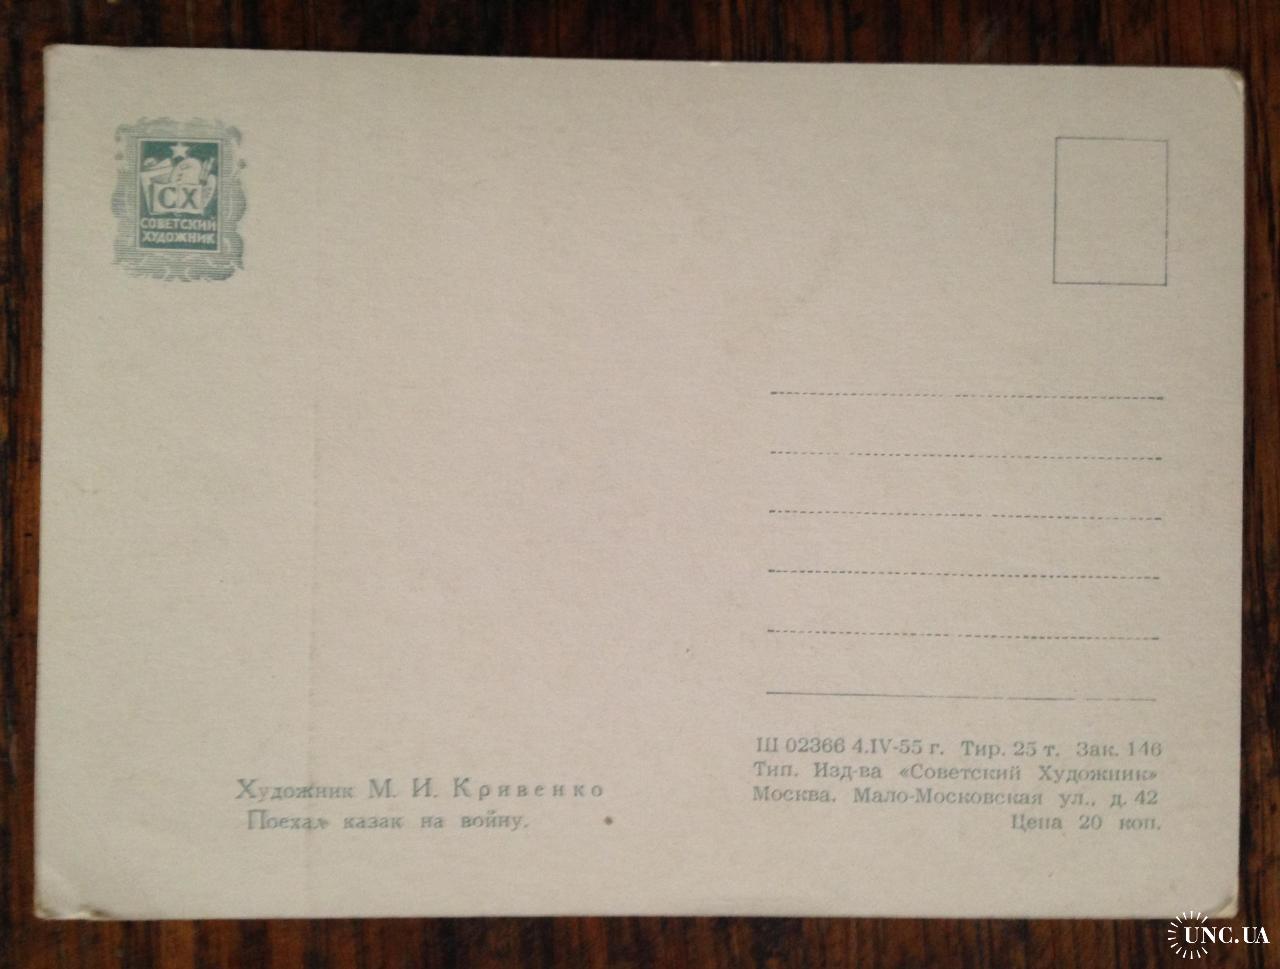 СХ
СОВЕТСКИЙ
ХУДОЖНИК
Художник М. И. Кривенко
Поехал казак на войну.
Ш 02366 4.IV-55 г. Тир. 25 т. Зак. 146
Тип. Изд-ва «Советский Художник»
Москва. Мало-Московская ул., д. 42
Цена 20 коп.
UNC.UA